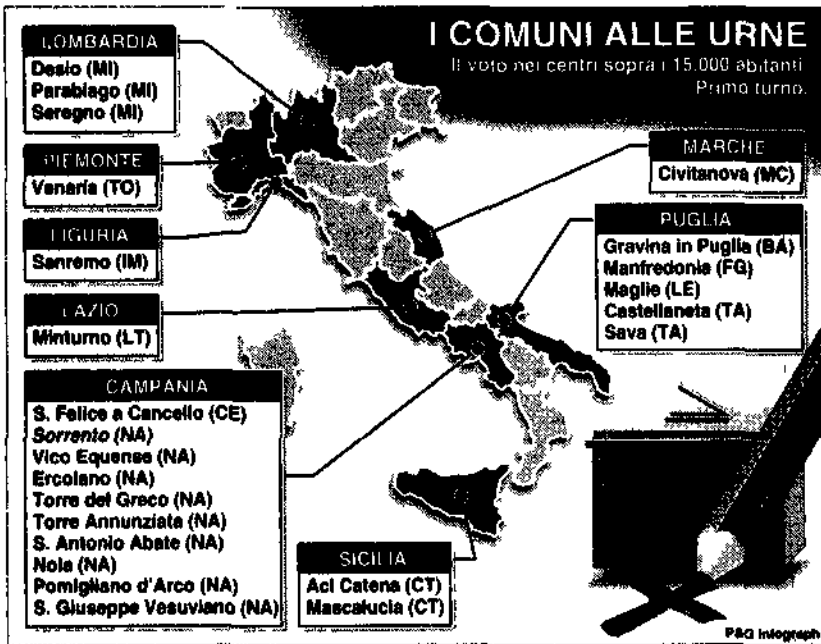 I COMUNI ALLE URNE
Il voto nei centri sopra i 15.000 abitanti.
Primo turno.
LOMBARDIA
Desio (MI)
Parabiago (MI)
Seregno (MI)
PIEMONTE
Venaria (TO)
LIGURIA
Sanremo (IM)
LAZIO
Minturno (LT)
CAMPANIA
S. Felice a Cancello (CE)
Sorrento (NA)
Vico Equense (NA)
Ercolano (NA)
Torre del Greco (NA)
Torre Annunziata (NA)
S. Antonio Abate (NA)
Nola (NA)
Pomigliano d'Arco (NA)
S. Giuseppe Vesuviano (NA)
MARCHE
Civitanova (MC)
PUGLIA
Gravina in Puglia (BA)
Manfredonia (FG)
Maglie (LE)
Castellaneta (TA)
Sava (TA)
SICILIA
Aci Catena (CT)
Mascalucia (CT)
P&G Infograph